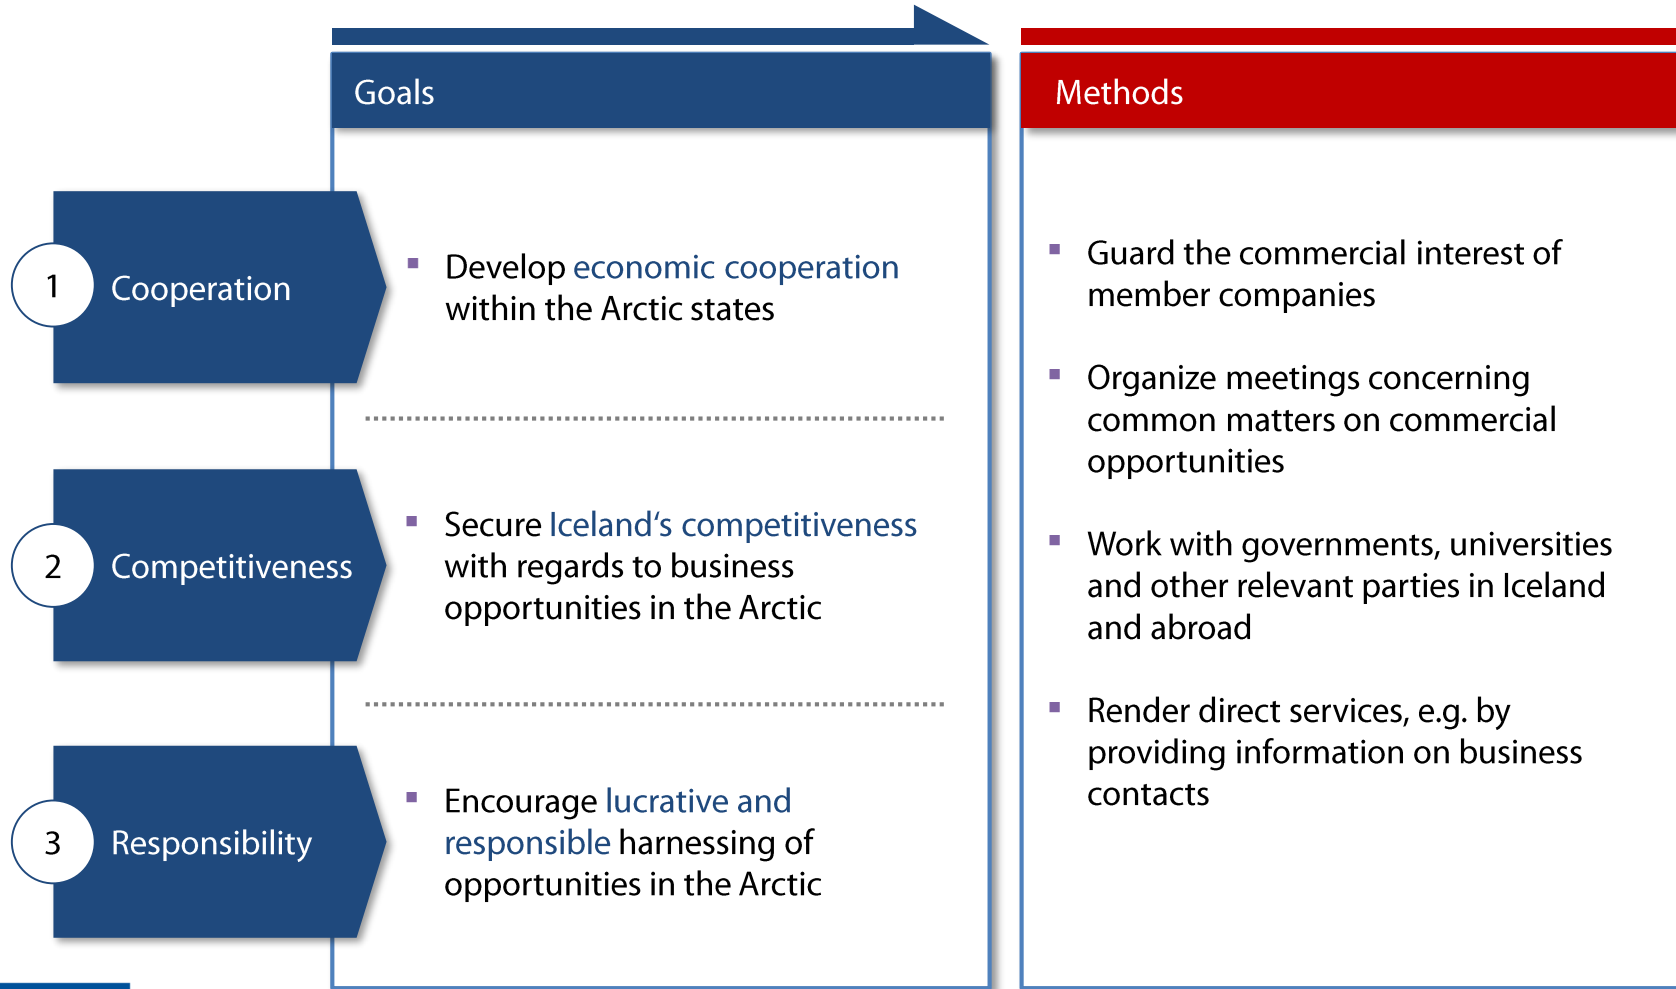 Goals
1
Cooperation
▪ Develop economic cooperation
within the Arctic states
2
Competitiveness
▪ Secure Iceland‘s competitiveness
with regards to business
opportunities in the Arctic
3
Responsibility
▪ Encourage lucrative and
responsible harnessing of
opportunities in the Arctic
Methods
▪ Guard the commercial interest of
member companies
▪ Organize meetings concerning
common matters on commercial
opportunities
▪ Work with governments, universities
and other relevant parties in Iceland
and abroad
▪ Render direct services, e.g. by
providing information on business
contacts